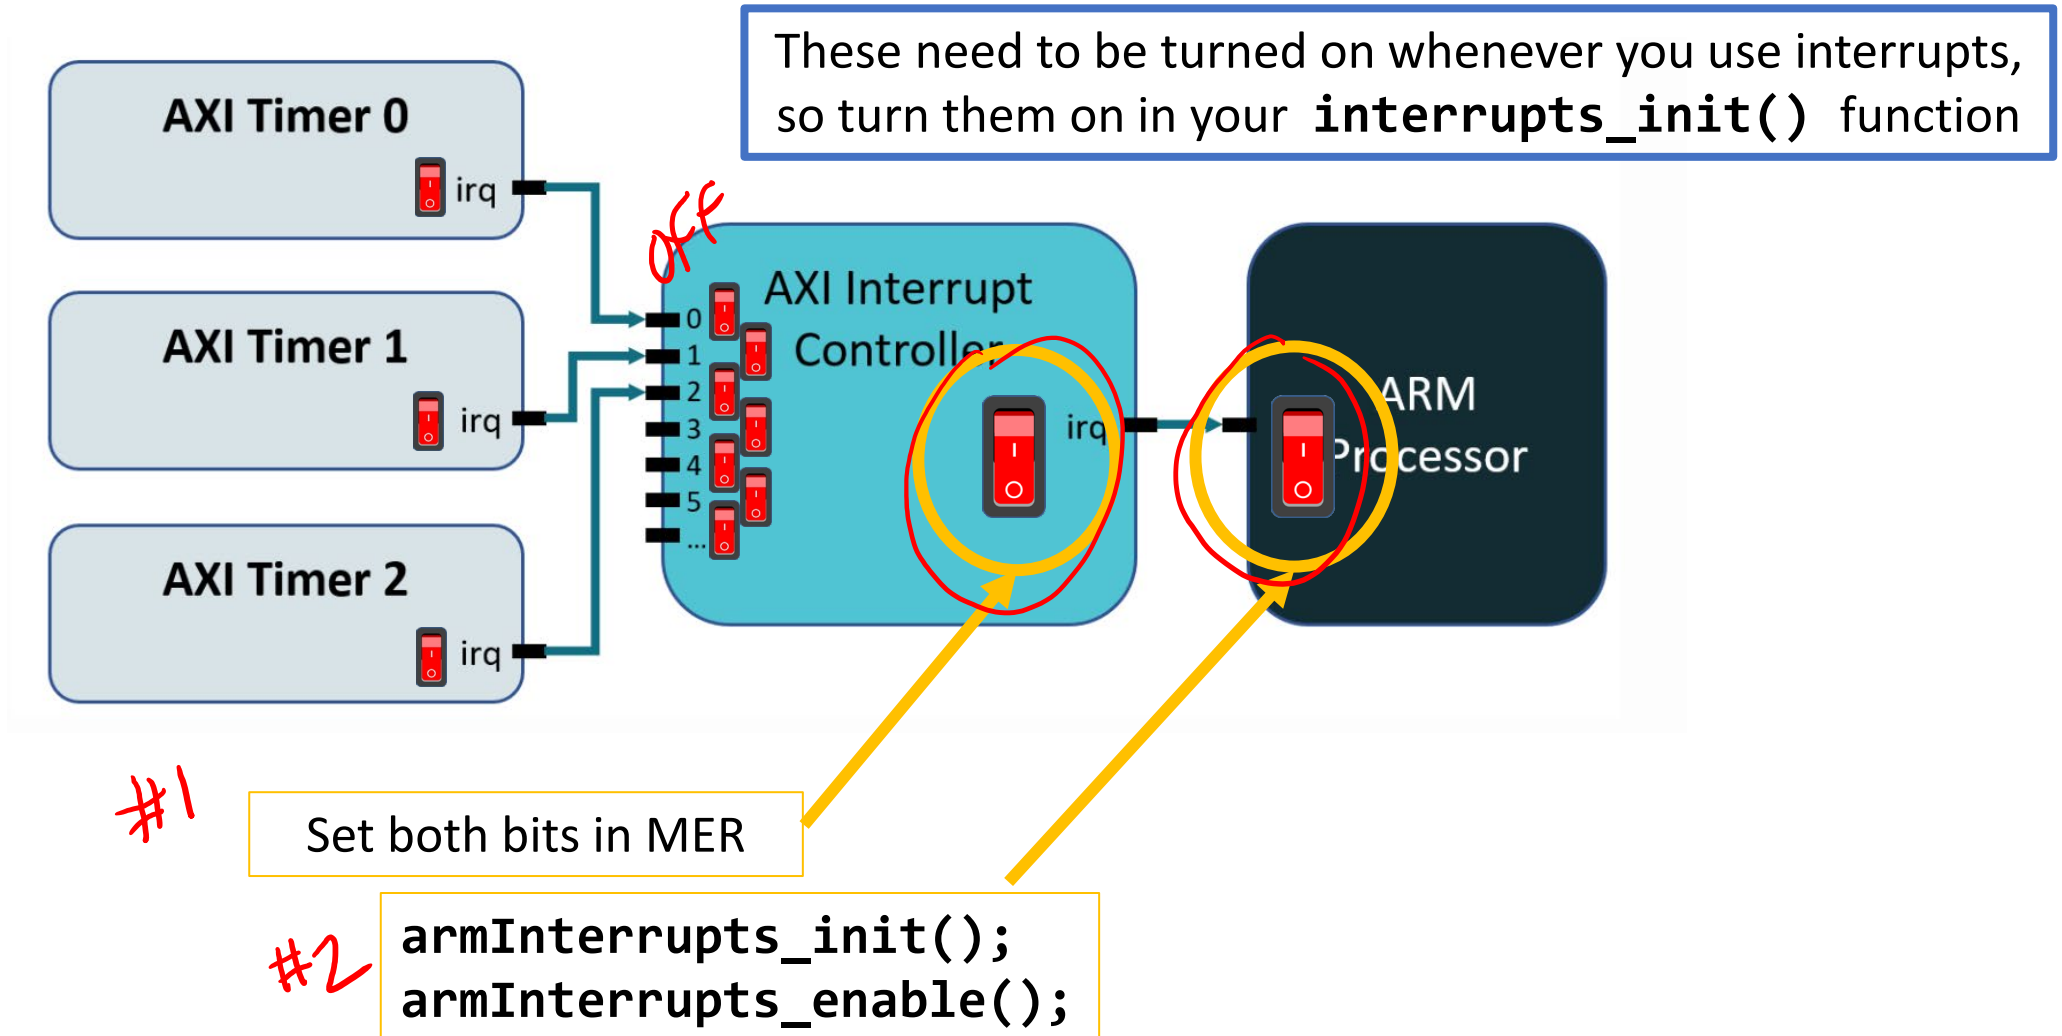 These need to be turned on whenever you use interrupts,
so turn them on in your interrupts_init() function
AXI Timer 0
irq
AXI Timer 1
irq
AXI Timer 2
irq
OFF
AXI Interrupt
Controller
0
1
2
3
4
5
...
irq
ARM
Processor
#1
Set both bits in MER
#2
armInterrupts_init();
armInterrupts_enable();